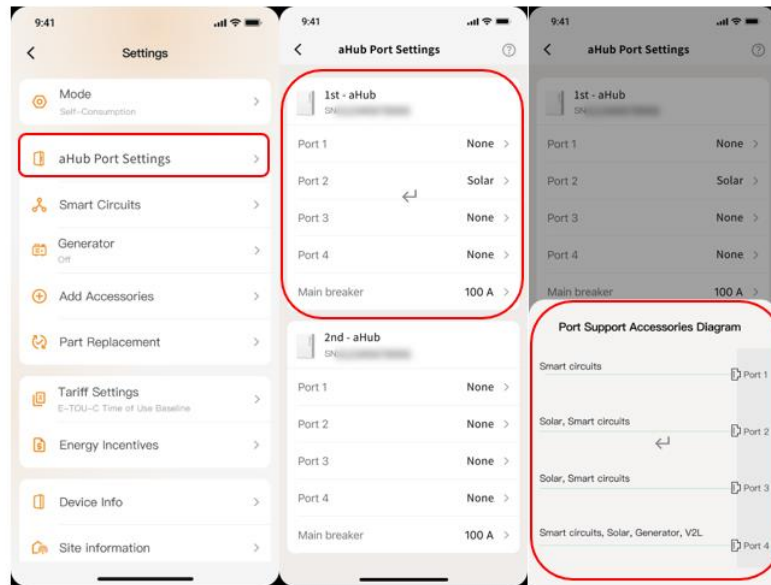 9:41
Settings
Mode
Self-Consumption
aHub Port Settings
Smart Circuits
Generator
Off
Add Accessories
Part Replacement
Tariff Settings
E-TOU-C Time of Use Baseline
Energy Incentives
Device Info
Site information
9:41
aHub Port Settings
1st - aHub
SN
Port 1 None
Port 2 Solar
Port 3 None
Port 4 None
Main breaker 100 A
2nd - aHub
SN
Port 1 None
Port 2 None
Port 3 None
Port 4 None
Main breaker 100 A
9:41
aHub Port Settings
1st - aHub
SN
Port 1 None
Port 2 Solar
Port 3 None
Port 4 None
Main breaker 100 A
Port Support Accessories Diagram
Smart circuits
Port 1
Solar, Smart circuits
Port 2
Solar, Smart circuits
Port 3
Smart circuits, Solar, Generator, V2L
Port 4